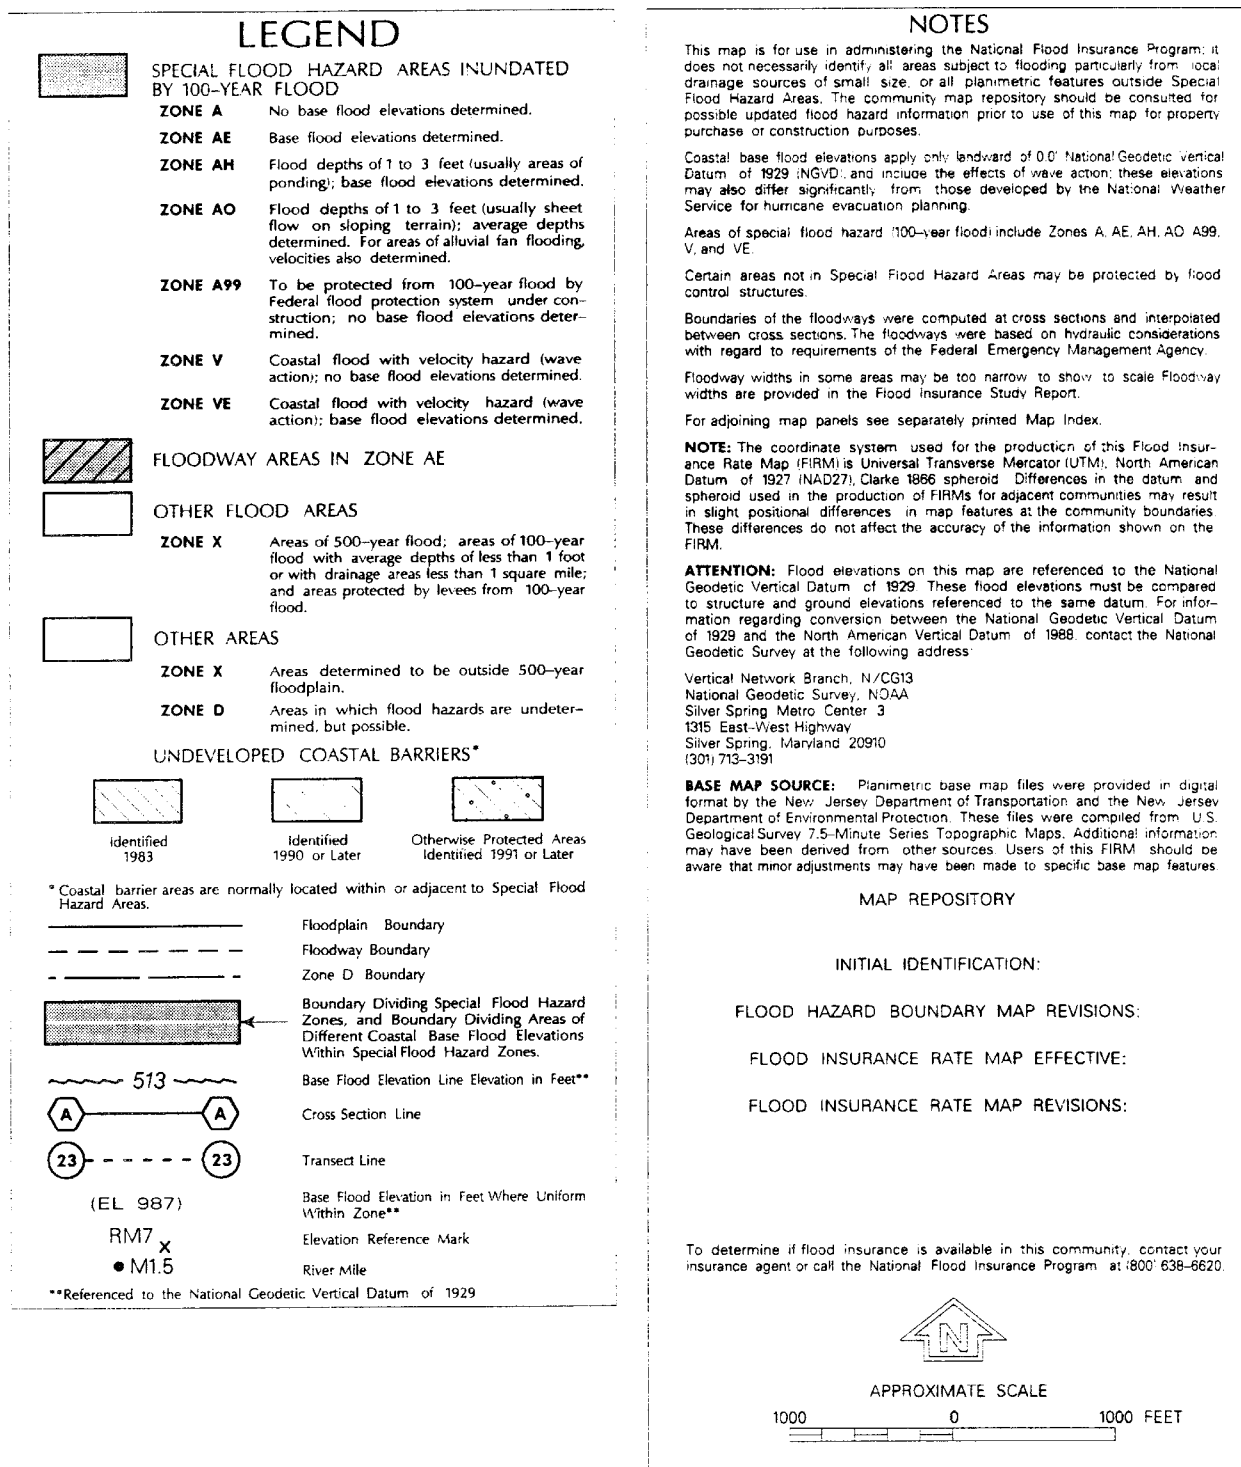 LEGEND
SPECIAL FLOOD HAZARD AREAS INUNDATED
BY 100-YEAR FLOOD
ZONE A No base flood elevations determined.
ZONE AE Base flood elevations determined.
ZONE AH Flood depths of 1 to 3 feet (usually areas of
ponding); base flood elevations determined.
ZONE AO Flood depths of 1 to 3 feet (usually sheet
flow on sloping terrain); average depths
determined. For areas of alluvial fan flooding,
velocities also determined.
ZONE A99 To be protected from 100-year flood by
Federal flood protection system under con-
struction; no base flood elevations deter-
mined.
ZONE V Coastal flood with velocity hazard (wave
action); no base flood elevations determined.
ZONE VE Coastal flood with velocity hazard (wave
action); base flood elevations determined.
FLOODWAY AREAS IN ZONE AE
OTHER FLOOD AREAS
ZONE X Areas of 500-year flood; areas of 100-year
flood with average depths of less than 1 foot
or with drainage areas less than 1 square mile;
and areas protected by levees from 100-year
flood.
OTHER AREAS
ZONE X Areas determined to be outside 500-year
floodplain.
ZONE D Areas in which flood hazards are undeter-
mined, but possible.
UNDEVELOPED COASTAL BARRIERS*
Identified
1983
Identified
1990 or Later
Otherwise Protected Areas
Identified 1991 or Later
* Coastal barrier areas are normally located within or adjacent to Special Flood
Hazard Areas.
Floodplain Boundary
Floodway Boundary
Zone D Boundary
Boundary Dividing Special Flood Hazard
Zones, and Boundary Dividing Areas of
Different Coastal Base Flood Elevations
Within Special Flood Hazard Zones.
513 Base Flood Elevation Line Elevation in Feet**
A A Cross Section Line
23 23 Transect Line
(EL 987) Base Flood Elevation in Feet Where Uniform
Within Zone**
RM7 X Elevation Reference Mark
● M1.5 River Mile
**Referenced to the National Geodetic Vertical Datum of 1929
NOTES
This map is for use in administering the National Flood Insurance Program; it
does not necessarily identify all areas subject to flooding particularly from local
drainage sources of small size, or all planimetric features outside Special
Flood Hazard Areas. The community map repository should be consulted for
possible updated flood hazard information prior to use of this map for property
purchase or construction purposes.
Coastal base flood elevations apply only landward of 0.0' National Geodetic Vertical
Datum of 1929 (NGVD), and include the effects of wave action; these elevations
may also differ significantly from those developed by the National Weather
Service for hurricane evacuation planning.
Areas of special flood hazard (100-year flood) include Zones A, AE, AH, AO A99,
V, and VE.
Certain areas not in Special Flood Hazard Areas may be protected by flood
control structures.
Boundaries of the floodways were computed at cross sections and interpolated
between cross sections. The floodways were based on hydraulic considerations
with regard to requirements of the Federal Emergency Management Agency.
Floodway widths in some areas may be too narrow to show to scale Floodway
widths are provided in the Flood Insurance Study Report.
For adjoining map panels see separately printed Map Index.
NOTE: The coordinate system used for the production of this Flood Insur-
ance Rate Map (FIRM) is Universal Transverse Mercator (UTM), North American
Datum of 1927 (NAD27), Clarke 1866 spheroid Differences in the datum and
spheroid used in the production of FIRMs for adjacent communities may result
in slight positional differences in map features at the community boundaries.
These differences do not affect the accuracy of the information shown on the
FIRM.
ATTENTION: Flood elevations on this map are referenced to the National
Geodetic Vertical Datum of 1929. These flood elevations must be compared
to structure and ground elevations referenced to the same datum. For infor-
mation regarding conversion between the National Geodetic Vertical Datum
of 1929 and the North American Vertical Datum of 1988, contact the National
Geodetic Survey at the following address:
Vertical Network Branch, N/CG13
National Geodetic Survey, NOAA
Silver Spring Metro Center 3
1315 East-West Highway
Silver Spring, Maryland 20910
(301) 713-3191
BASE MAP SOURCE: Planimetric base map files were provided in digital
format by the New Jersey Department of Transportation and the New Jersey
Department of Environmental Protection. These files were compiled from U.S.
Geological Survey 7.5-Minute Series Topographic Maps. Additional information
may have been derived from other sources. Users of this FIRM should be
aware that minor adjustments may have been made to specific base map features.
MAP REPOSITORY
INITIAL IDENTIFICATION:
FLOOD HAZARD BOUNDARY MAP REVISIONS:
FLOOD INSURANCE RATE MAP EFFECTIVE:
FLOOD INSURANCE RATE MAP REVISIONS:
To determine if flood insurance is available in this community, contact your
insurance agent or call the National Flood Insurance Program at (800) 638-6620.
N
APPROXIMATE SCALE
1000 0 1000 FEET